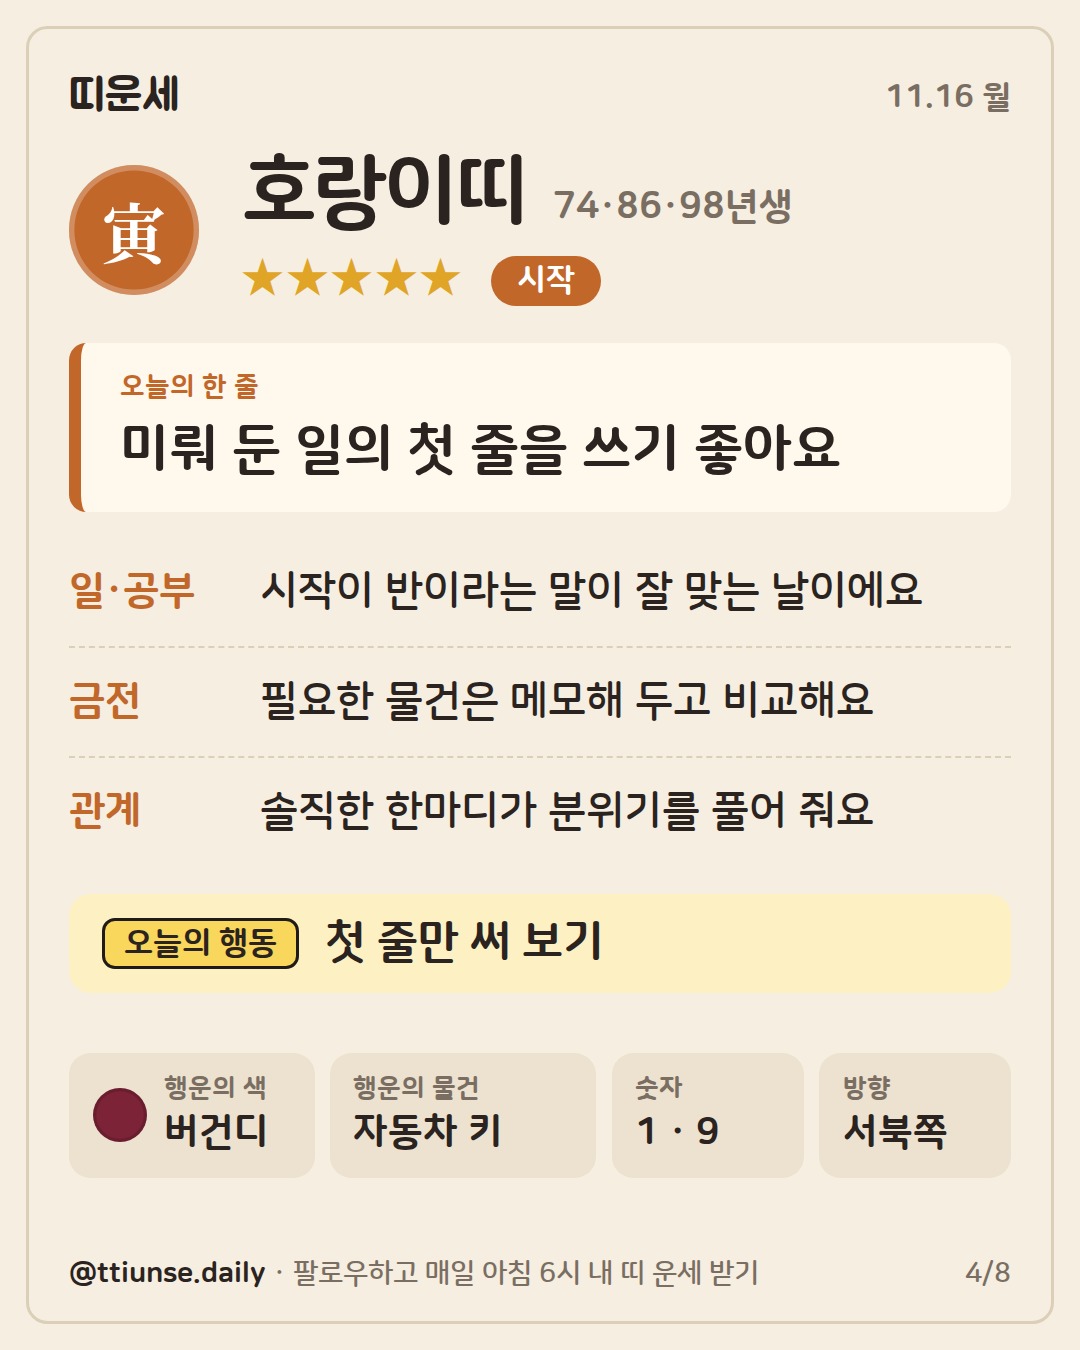 띠운세
11.16 월
寅
호랑이띠 74·86·98년생
★★★★★ 시작
오늘의 한 줄
미뤄 둔 일의 첫 줄을 쓰기 좋아요
일·공부 시작이 반이라는 말이 잘 맞는 날이에요
금전 필요한 물건은 메모해 두고 비교해요
관계 솔직한 한마디가 분위기를 풀어 줘요
오늘의 행동 첫 줄만 써 보기
행운의 색
버건디
행운의 물건
자동차 키
숫자
1 · 9
방향
서북쪽
@ttiunse.daily · 팔로우하고 매일 아침 6시 내 띠 운세 받기
4/8